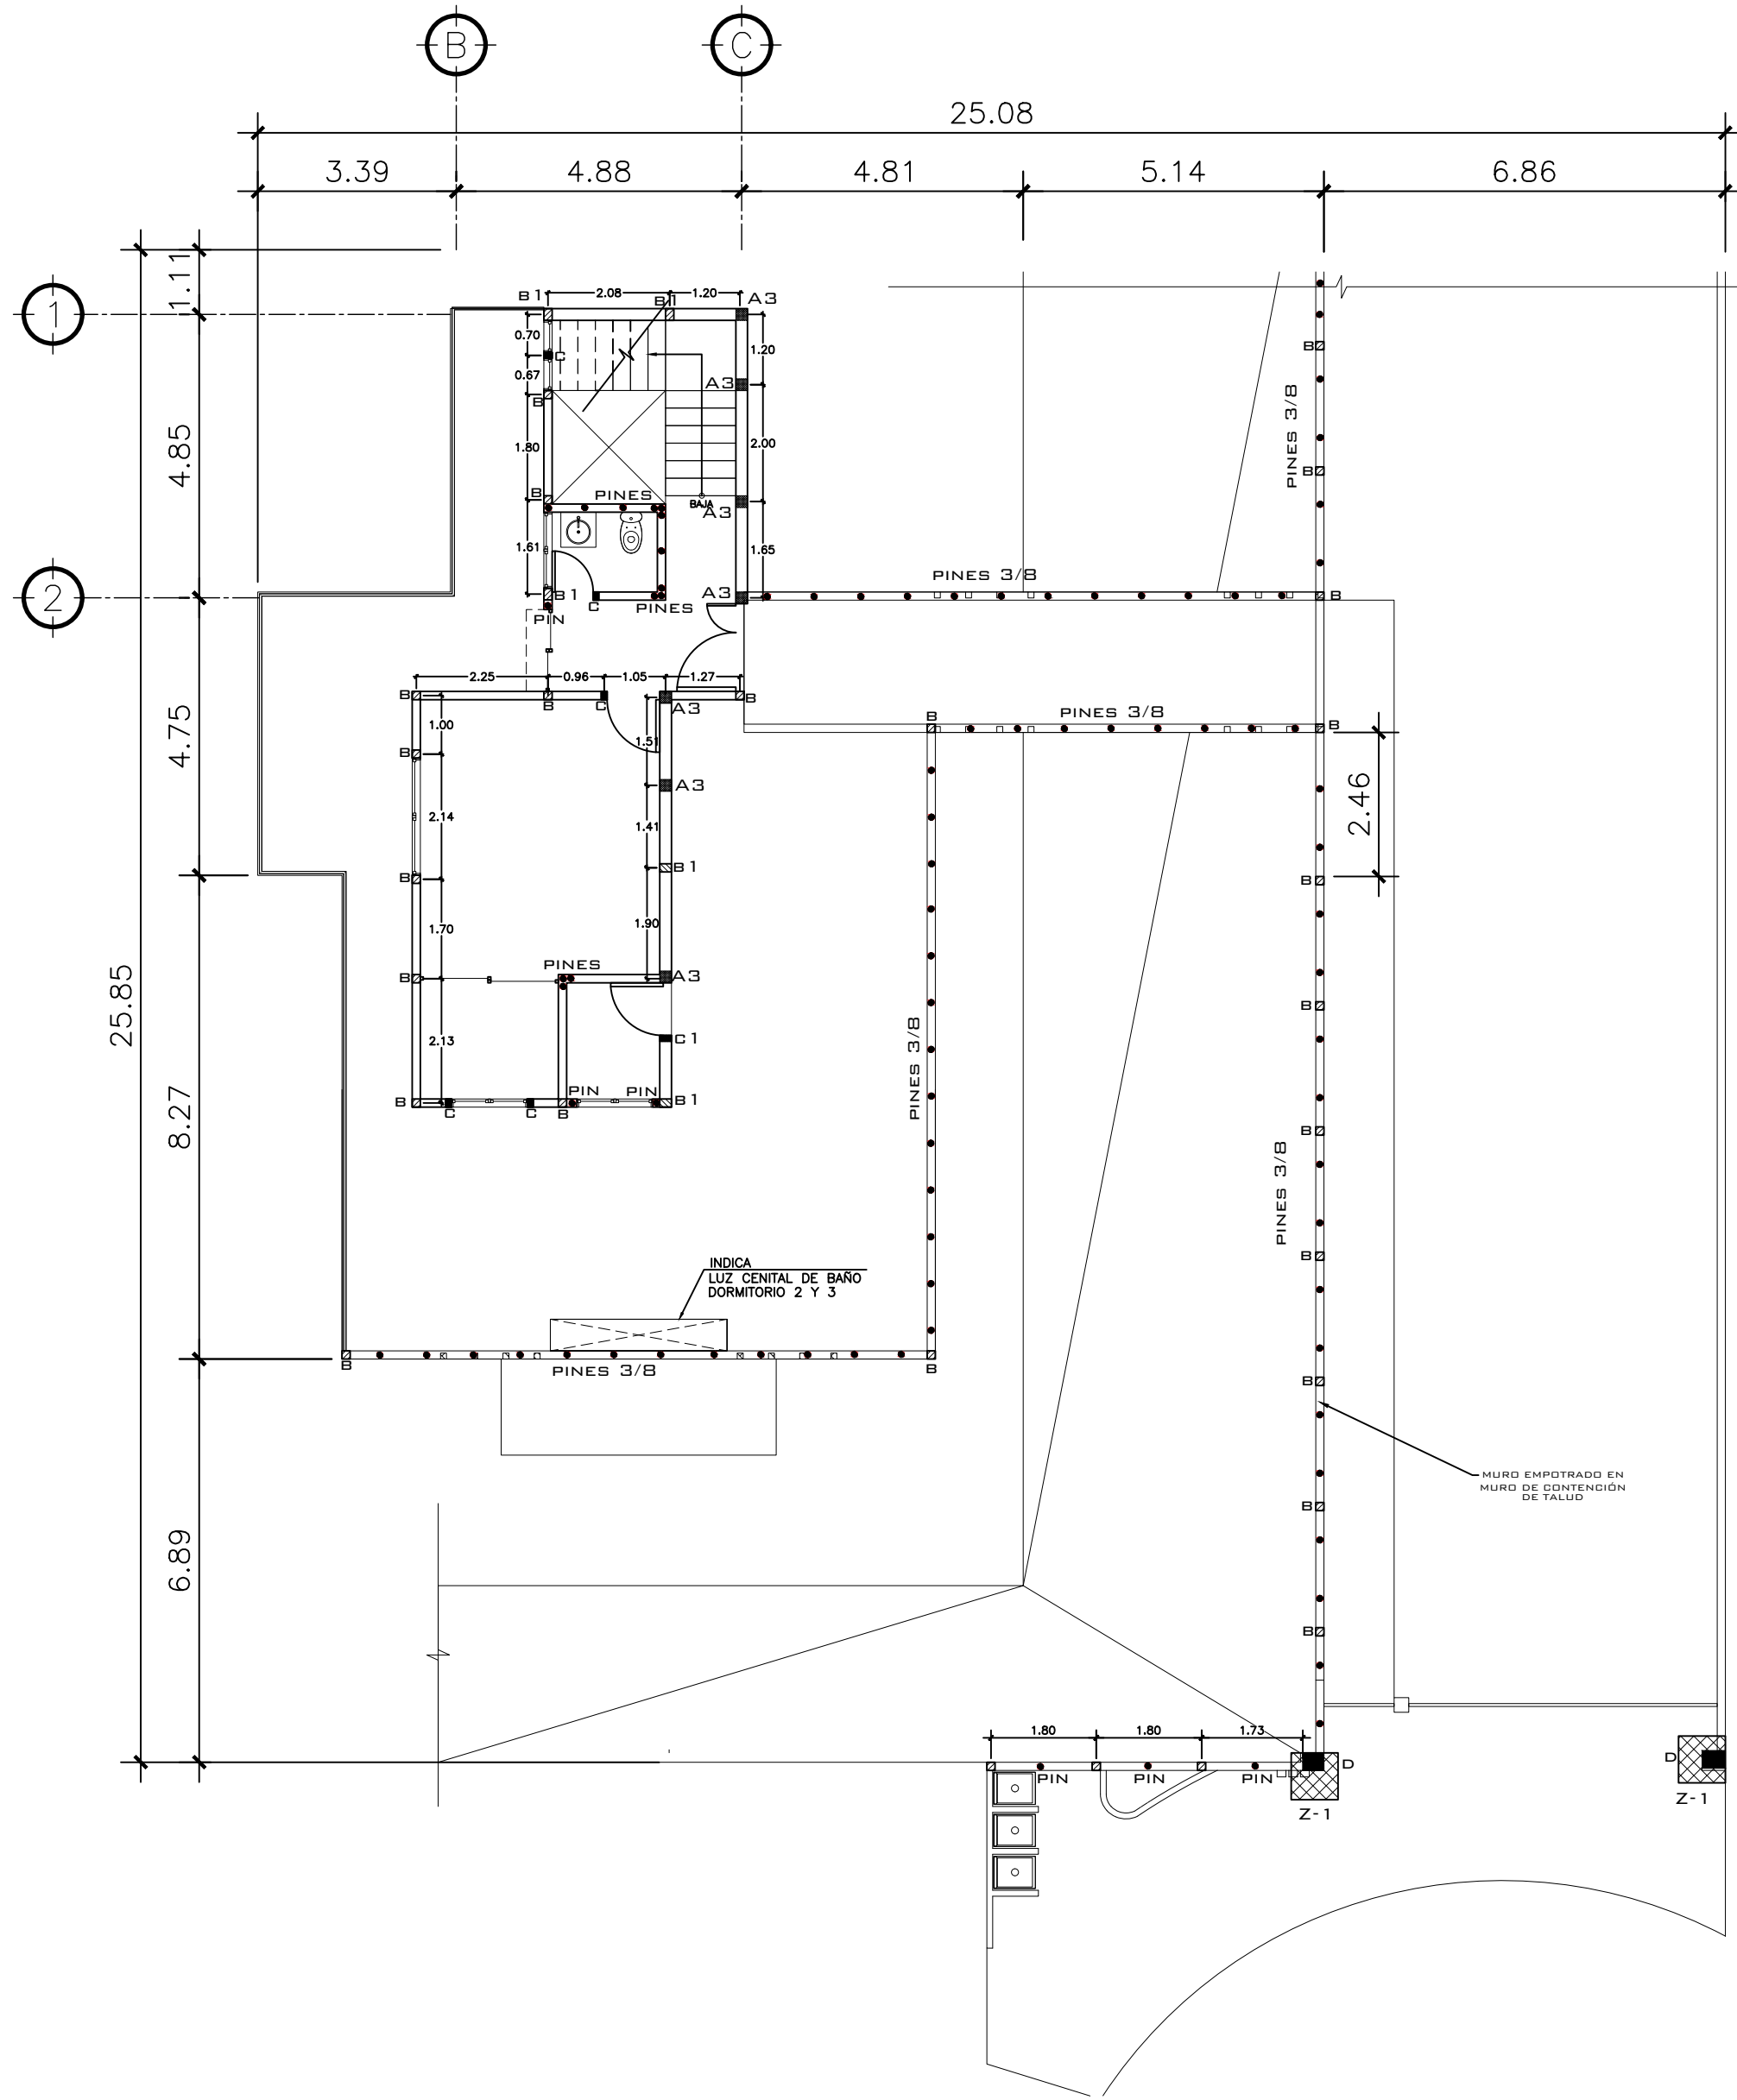 B
C
25.08
3.39
4.88
4.81
5.14
6.86
1.11
1
B1
2.08
B1
1.20
A3
0.70
C
1.20
B
0.67
A3
B
PINES 3/8
4.85
1.80
2.00
B
B
PINES
BAJA
A3
1.61
1.65
PINES 3/8
2
B1
C
PINES
A3
B
PIN
2.25
0.96
1.05
1.27
B
B
C
A3
B
B
PINES 3/8
B
1.00
1.51
4.75
B
A3
2.46
2.14
1.41
B
B1
B
1.70
1.90
25.85
PINES
B
A3
B
2.13
C1
PINES 3/8
8.27
PIN
PIN
B
C
C
B
B1
B
PINES 3/8
INDICA
LUZ CENITAL DE BAÑO
DORMITORIO 2 Y 3
B
B
PINES 3/8
B
B
MURO EMPOTRADO EN
MURO DE CONTENCIÓN
DE TALUD
B
6.89
B
1.80
1.80
1.73
PIN
PIN
PIN
D
D
Z-1
Z-1